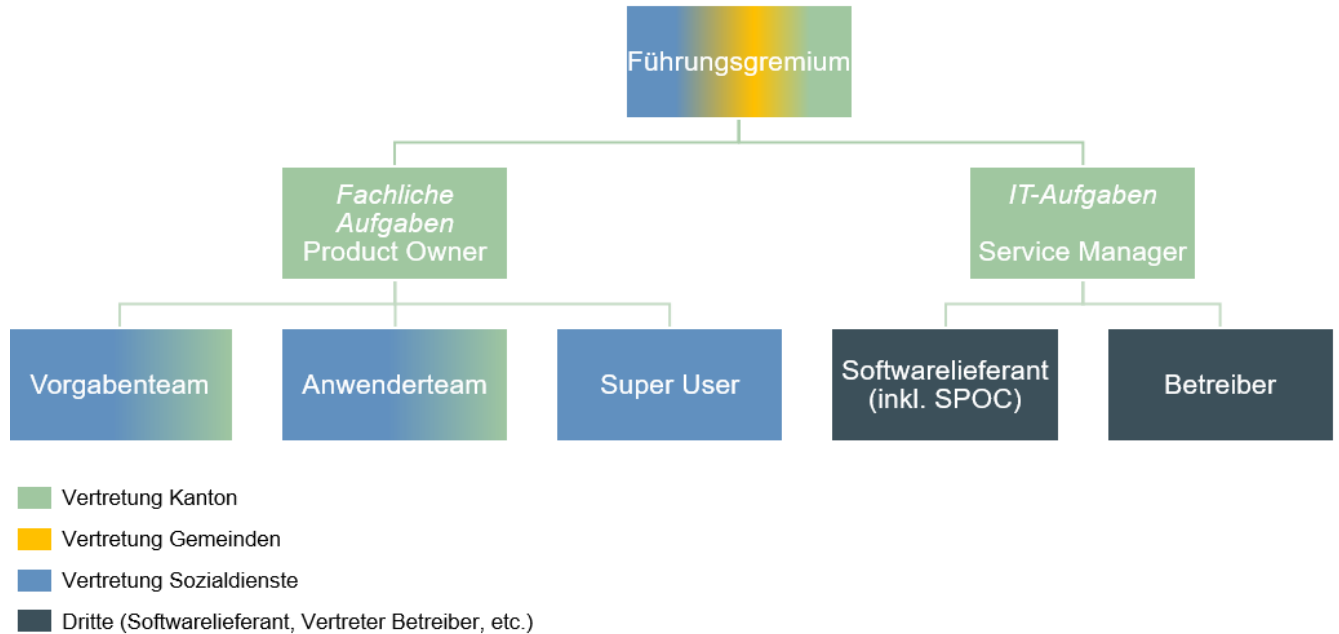 Führungsgremium
Fachliche
Aufgaben
Product Owner
IT-Aufgaben
Service Manager
Vorgabenteam
Anwenderteam
Super User
Softwarelieferant
(inkl. SPOC)
Betreiber
Vertretung Kanton
Vertretung Gemeinden
Vertretung Sozialdienste
Dritte (Softwarelieferant, Vertreter Betreiber, etc.)